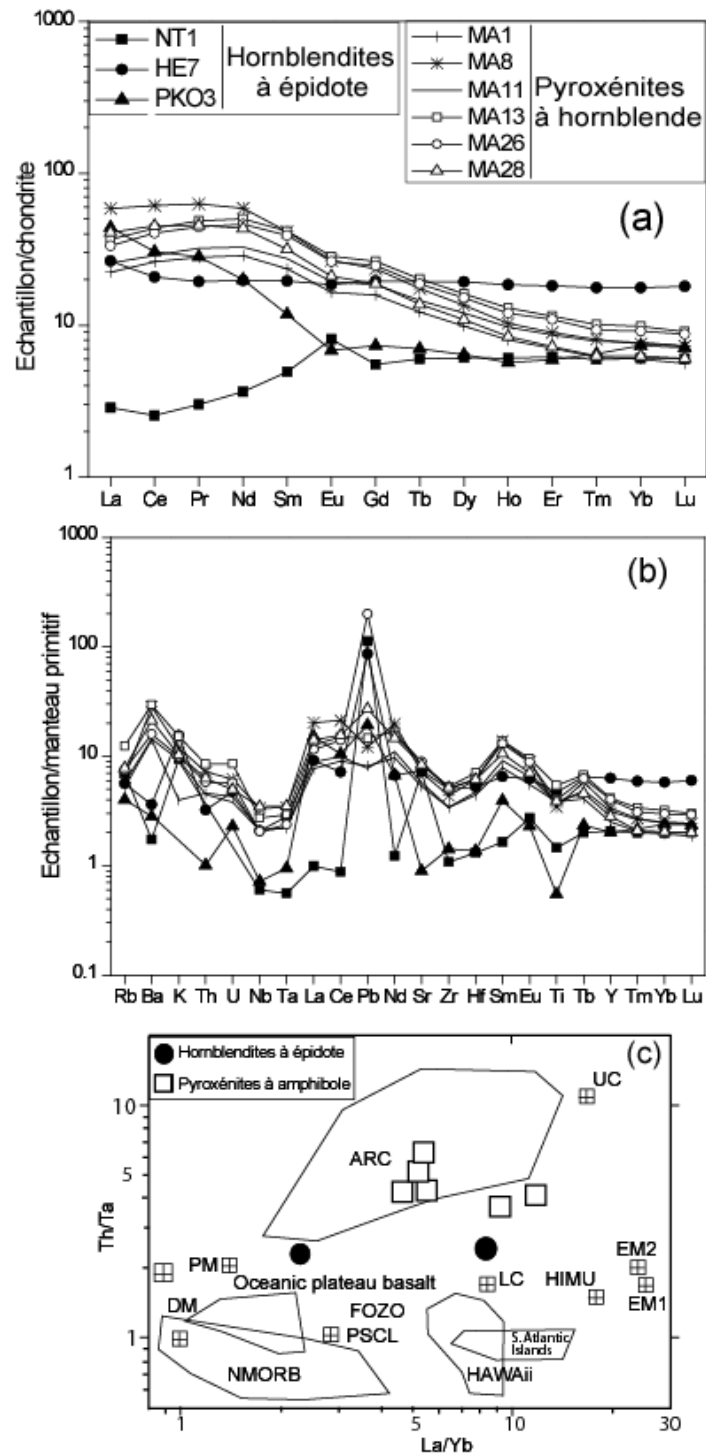 1000
100
10
1
Echantillon/chondrite
NT1
HE7
PKO3
Hornblendites
à épidote
MA1
MA8
MA11
MA13
MA26
MA28
Pyroxénites
à hornblende
(a)
La Ce Pr Nd Sm Eu Gd Tb Dy Ho Er Tm Yb Lu
1000
100
10
1
0.1
Echantillon/manteau primitif
(b)
Rb Ba K Th U Nb Ta La Ce Pb Nd Sr Zr Hf Sm Eu Ti Tb Y Tm Yb Lu
Hornblendites à épidote
Pyroxénites à amphibole
(c)
UC
10
10
ARC
5
5
Th/Ta
PM
EM2
Oceanic plateau basalt
LC
HIMU
EM1
DM
FOZO
PSCL
1
1
S. Atlantic
Islands
NMORB
HAWAii
1 5 10 30
La/Yb